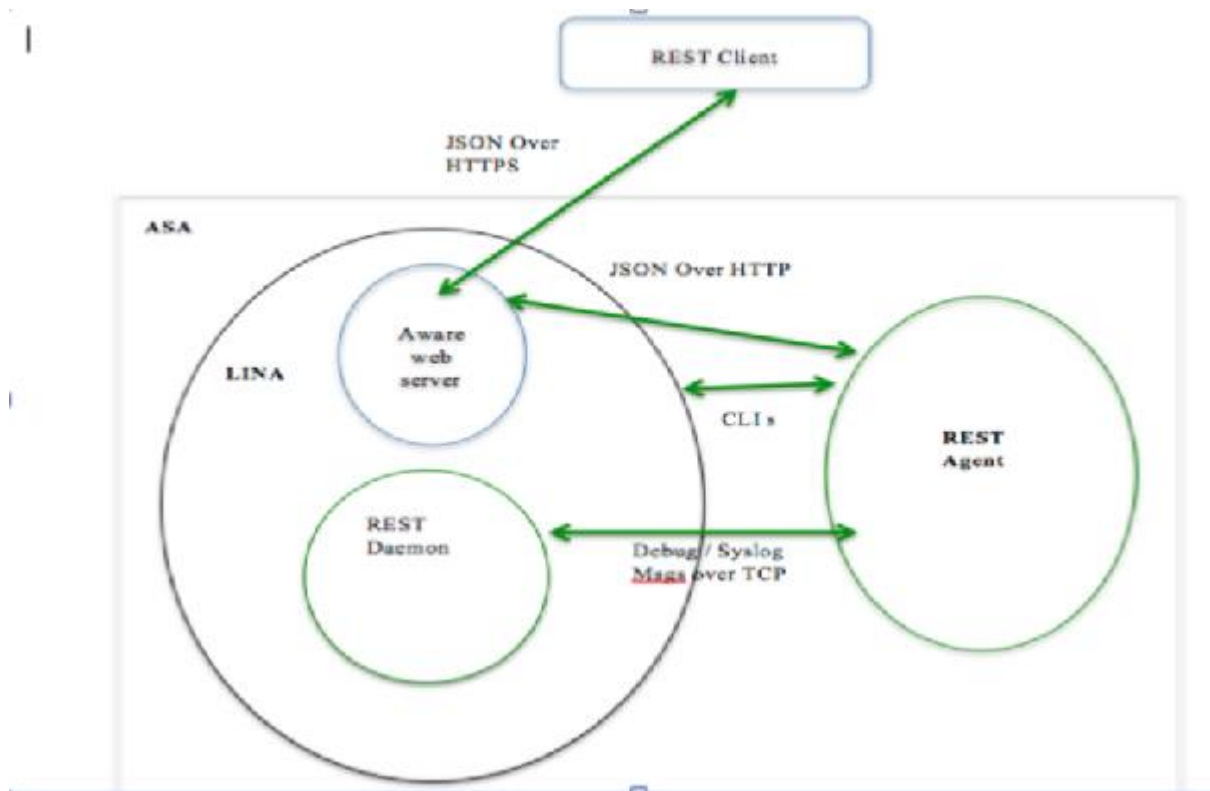 REST Client
JSON Over
HTTPS
ASA
JSON Over HTTP
Aware
web
server
LINA
CLI s
REST
Agent
REST
Daemon
Debug / Syslog
Msgs over TCP